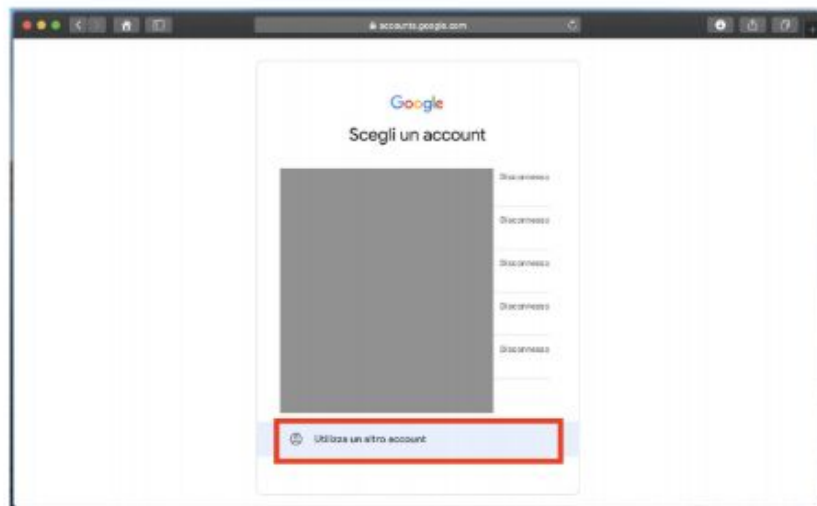 accounts.google.com
Google
Scegli un account
Disconnesso
Disconnesso
Disconnesso
Disconnesso
Disconnesso
Utilizza un altro account